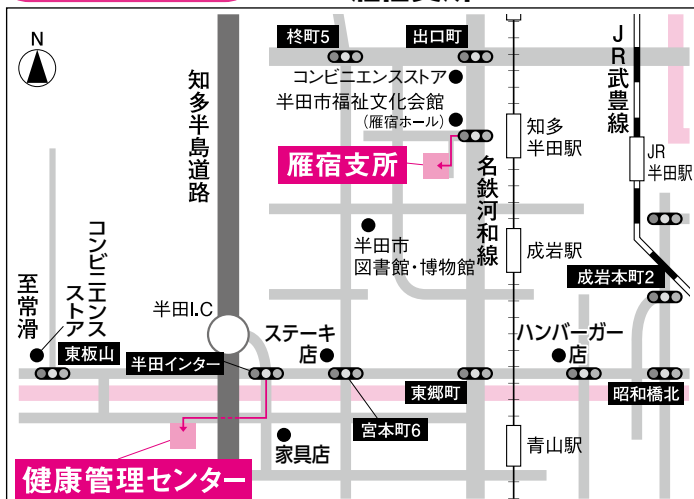 N
柊町5
出口町
JR武豊線
コンビニエンスストア
半田市福祉文化会館
(雁宿ホール)
知多半島道路
雁宿支所
知多
半田駅
JR
半田駅
名鉄河和線
半田市
図書館・博物館
成岩駅
成岩本町2
コンビニエンス
ストア
至常滑
半田I.C
ステーキ
店
ハンバーガー
店
東板山
半田インター
東郷町
昭和橋北
宮本町6
家具店
青山駅
健康管理センター